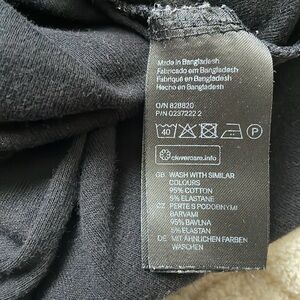 Made in Bangladesh
Fabricado em Bangladesh
Fabriqué en Bangladesh
Hecho en Bangladesh
O/N 828820
P/N 0237222 2
40 P
clevercare.info
GB WASH WITH SIMILAR
COLOURS
95% COTTON
5% ELASTANE
CZ PERTE S PODOBNÝMI
BARVAMI
95% BAVLNA
5% ELASTAN
DE MIT ÄHNLICHEN FARBEN
WASCHEN